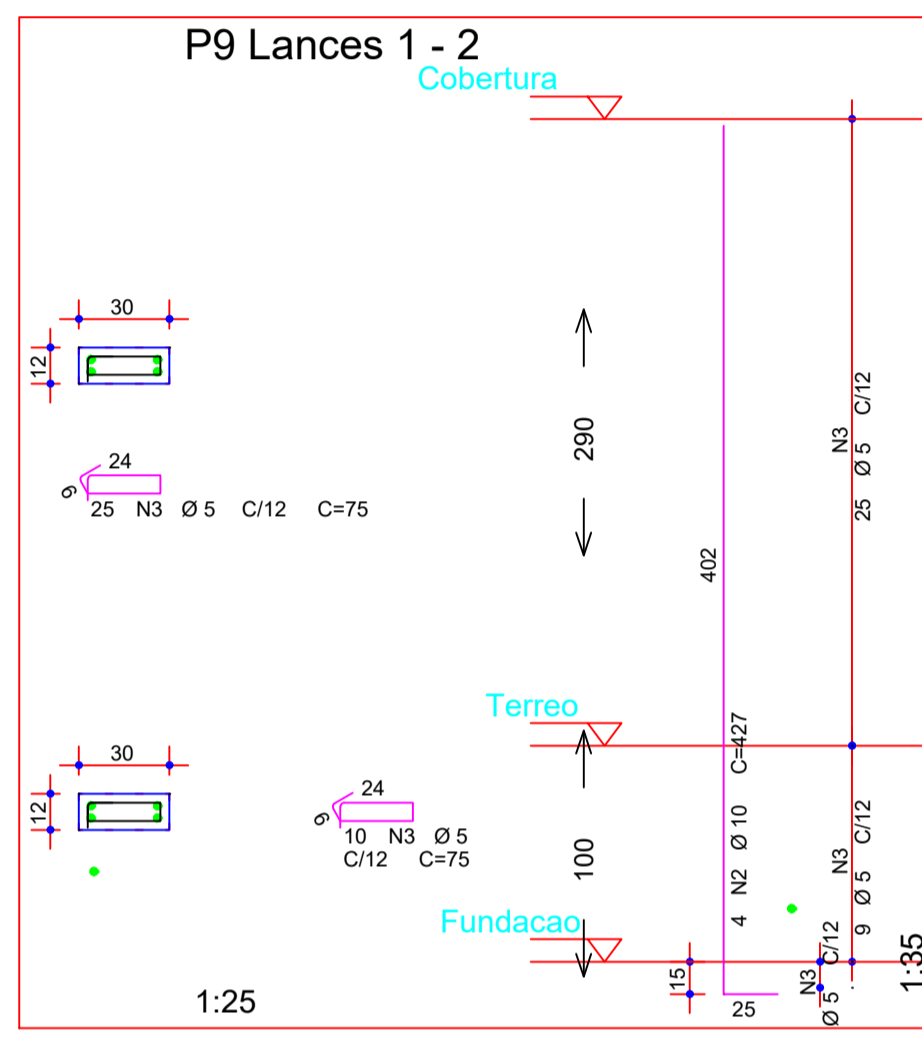 P9 Lances 1 - 2
Cobertura
30
12
24
6
25 N3 Ø 5 C/12 C=75
290
402
N3
25 Ø 5 C/12
Terreo
30
12
24
6
10 N3 Ø 5
C/12 C=75
100
4 N2 Ø 10 C=427
N3
9 Ø 5 C/12
Fundacao
15
25
N3 C/12
Ø 5
1:25
1:35